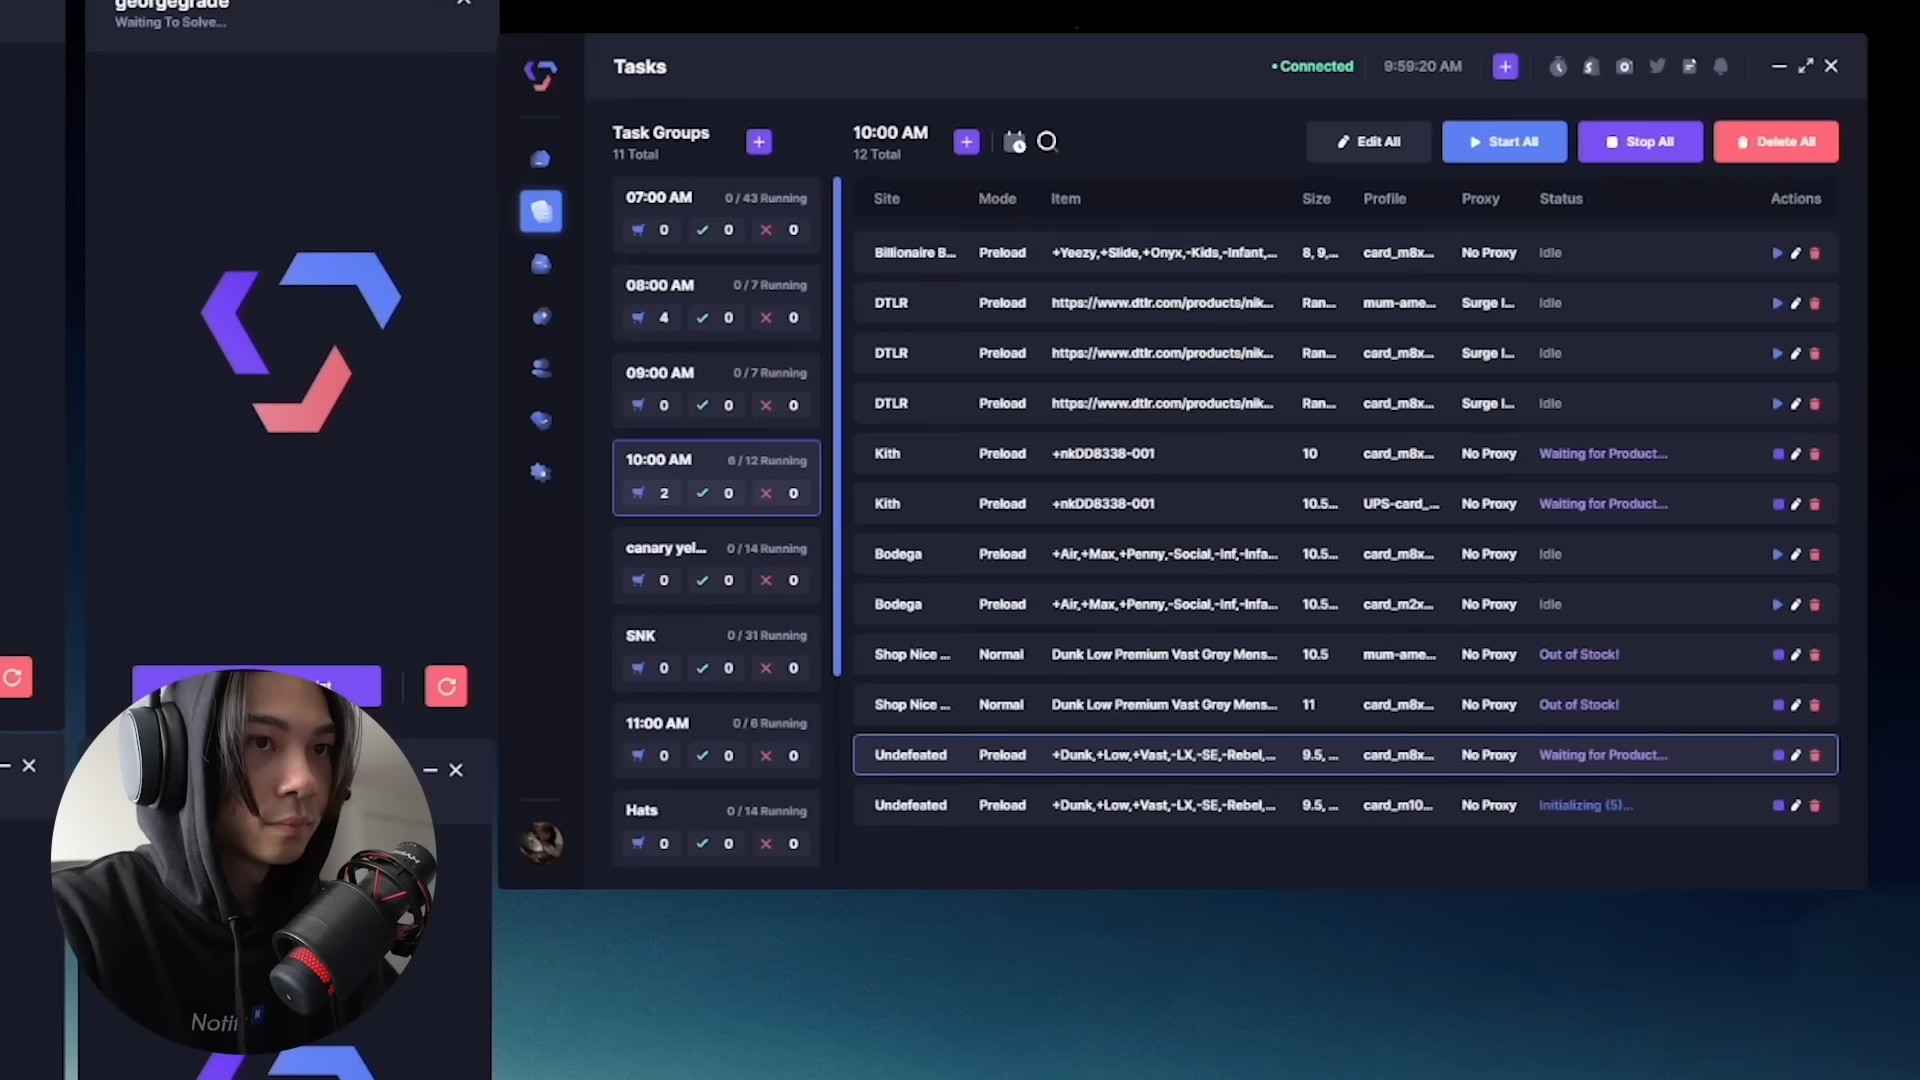 georgegrade
Waiting To Solve...
Tasks
Connected
9:59:20 AM
Task Groups
11 Total
10:00 AM
12 Total
Edit All
Start All
Stop All
Delete All
07:00 AM 0 / 43 Running
0 0 0
08:00 AM 0 / 7 Running
4 0 0
09:00 AM 0 / 7 Running
0 0 0
10:00 AM 6 / 12 Running
2 0 0
canary yel... 0 / 14 Running
0 0 0
SNK 0 / 31 Running
0 0 0
11:00 AM 0 / 6 Running
0 0 0
Hats 0 / 14 Running
0 0 0
Site Mode Item Size Profile Proxy Status Actions
Billionaire B... Preload +Yeezy,+Slide,+Onyx,-Kids,-Infant,... 8, 9,... card_m8x... No Proxy Idle
DTLR Preload https://www.dtlr.com/products/nik... Ran... mum-ame... Surge I... Idle
DTLR Preload https://www.dtlr.com/products/nik... Ran... card_m8x... Surge I... Idle
DTLR Preload https://www.dtlr.com/products/nik... Ran... card_m8x... Surge I... Idle
Kith Preload +nkDD8338-001 10 card_m8x... No Proxy Waiting for Product...
Kith Preload +nkDD8338-001 10.5... UPS-card_... No Proxy Waiting for Product...
Bodega Preload +Air,+Max,+Penny,-Social,-Inf,-Infa... 10.5... card_m8x... No Proxy Idle
Bodega Preload +Air,+Max,+Penny,-Social,-Inf,-Infa... 10.5... card_m2x... No Proxy Idle
Shop Nice ... Normal Dunk Low Premium Vast Grey Mens... 10.5 mum-ame... No Proxy Out of Stock!
Shop Nice ... Normal Dunk Low Premium Vast Grey Mens... 11 card_m8x... No Proxy Out of Stock!
Undefeated Preload +Dunk,+Low,+Vast,-LX,-SE,-Rebel,... 9.5, ... card_m8x... No Proxy Waiting for Product...
Undefeated Preload +Dunk,+Low,+Vast,-LX,-SE,-Rebel,... 9.5, ... card_m10... No Proxy Initializing (5)...